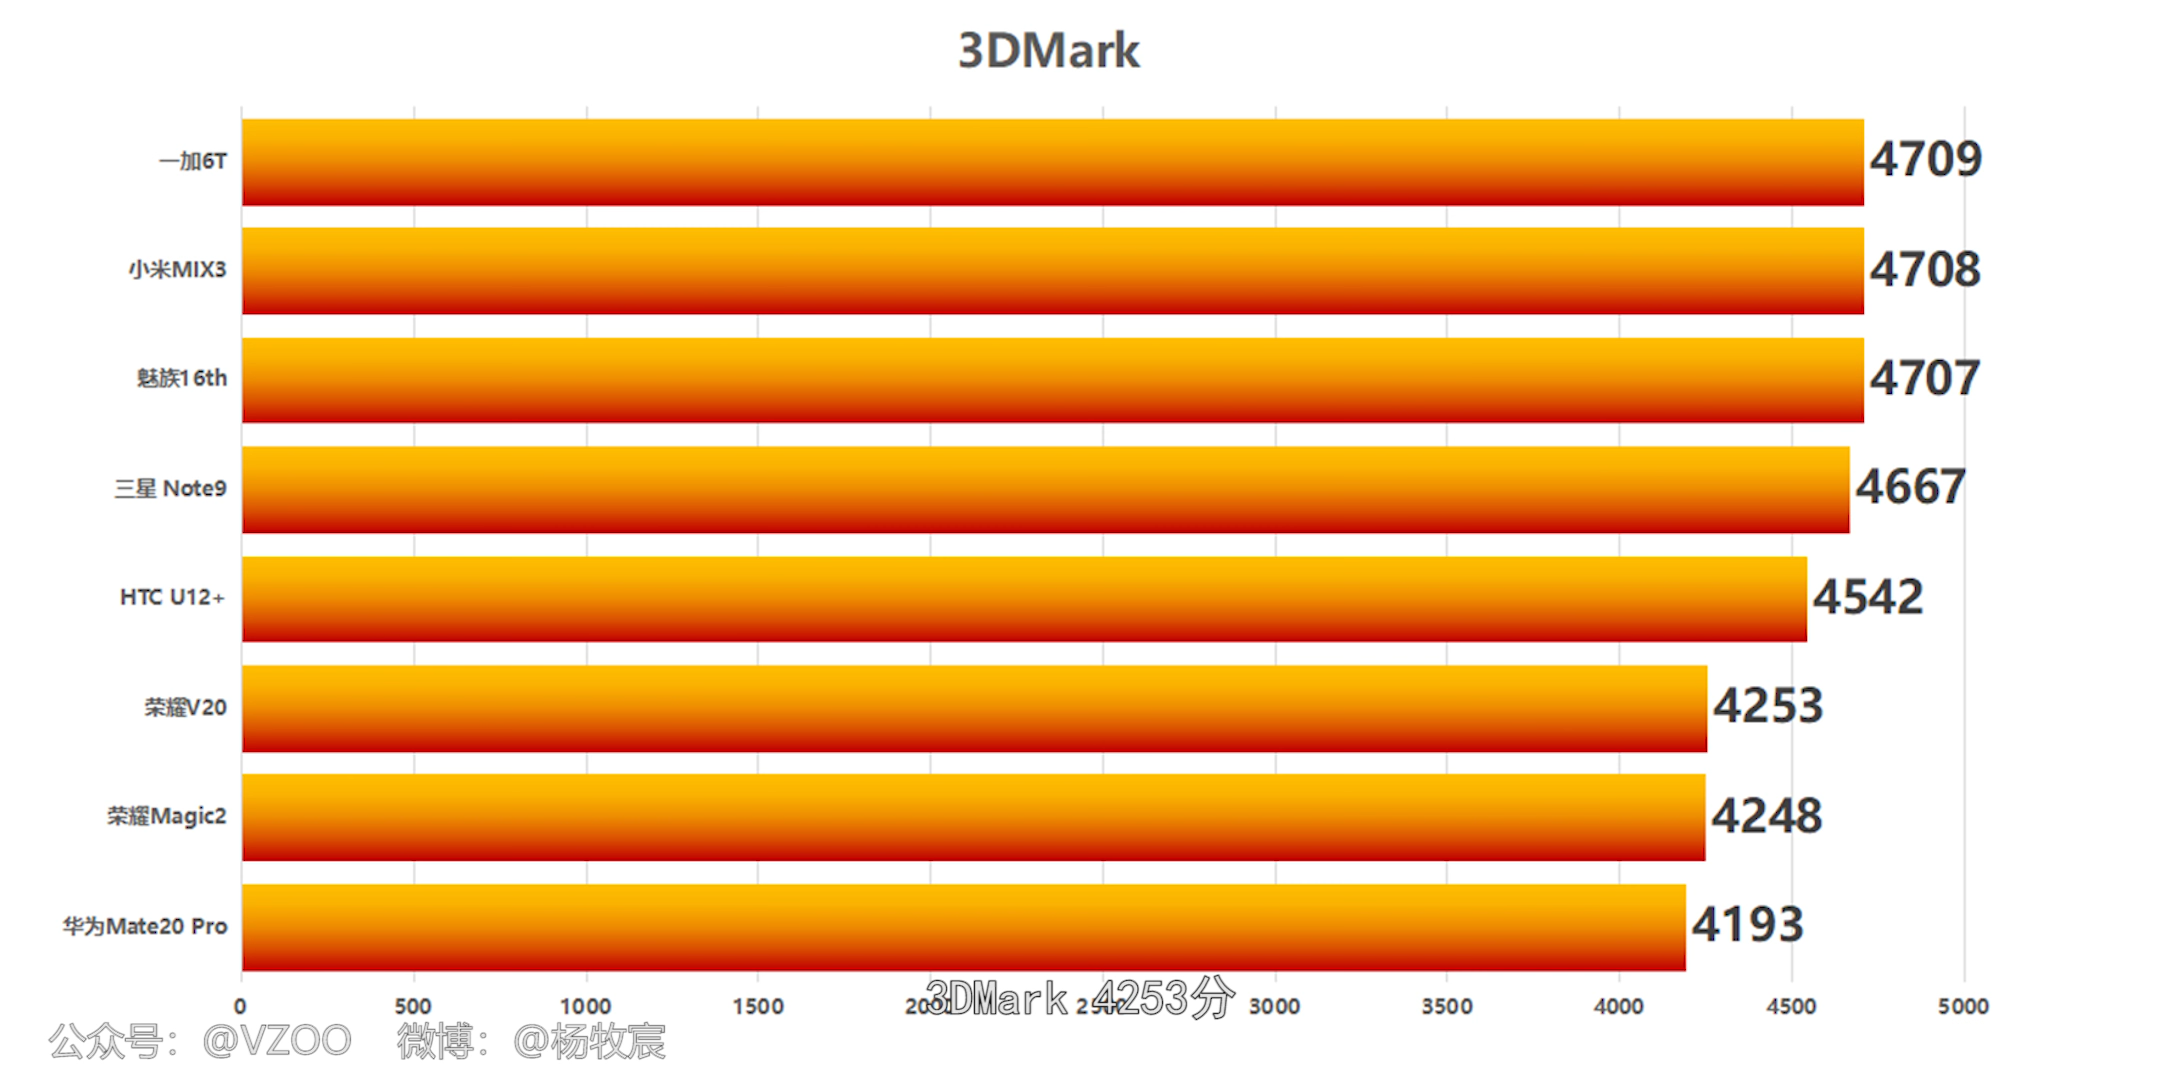 3DMark
一加6T 4709
小米MIX3 4708
魅族16th 4707
三星 Note9 4667
HTC U12+ 4542
荣耀V20 4253
荣耀Magic2 4248
华为Mate20 Pro 4193
0 500 1000 1500 2000 2500 3000 3500 4000 4500 5000
3DMark 4253分
公众号：@VZOO 微博：@杨牧宸